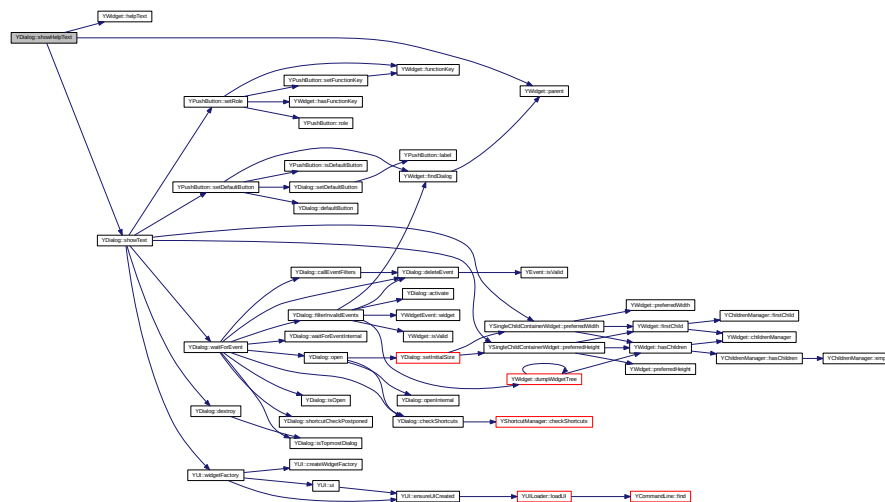 YWidget::helpText
YDialog::showHelpText
YWidget::functionKey
YPushButton::setFunctionKey
YWidget::parent
YPushButton::setRole
YWidget::hasFunctionKey
YPushButton::role
YPushButton::label
YPushButton::isDefaultButton
YWidget::findDialog
YPushButton::setDefaultButton
YDialog::setDefaultButton
YDialog::defaultButton
YDialog::showText
YDialog::callEventFilters
YDialog::deleteEvent
YEvent::isValid
YDialog::activate
YWidget::preferredWidth
YDialog::filterInvalidEvents
YWidgetEvent::widget
YChildrenManager::firstChild
YSingleChildContainerWidget::preferredWidth
YWidget::firstChild
YDialog::waitForEventInternal
YWidget::isValid
YWidget::childrenManager
YDialog::waitForEvent
YSingleChildContainerWidget::preferredHeight
YWidget::hasChildren
YDialog::open
YDialog::setInitialSize
YChildrenManager::hasChildren
YWidget::preferredHeight
YWidget::dumpWidgetTree
YDialog::isOpen
YDialog::openInternal
YDialog::destroy
YDialog::shortcutCheckPostponed
YDialog::checkShortcuts
YShortcutManager::checkShortcuts
YDialog::isTopmostDialog
YUI::createWidgetFactory
YUI::widgetFactory
YUI::ui
YUI::ensureUICreated
YUILoader::loadUI
YCommandLine::find